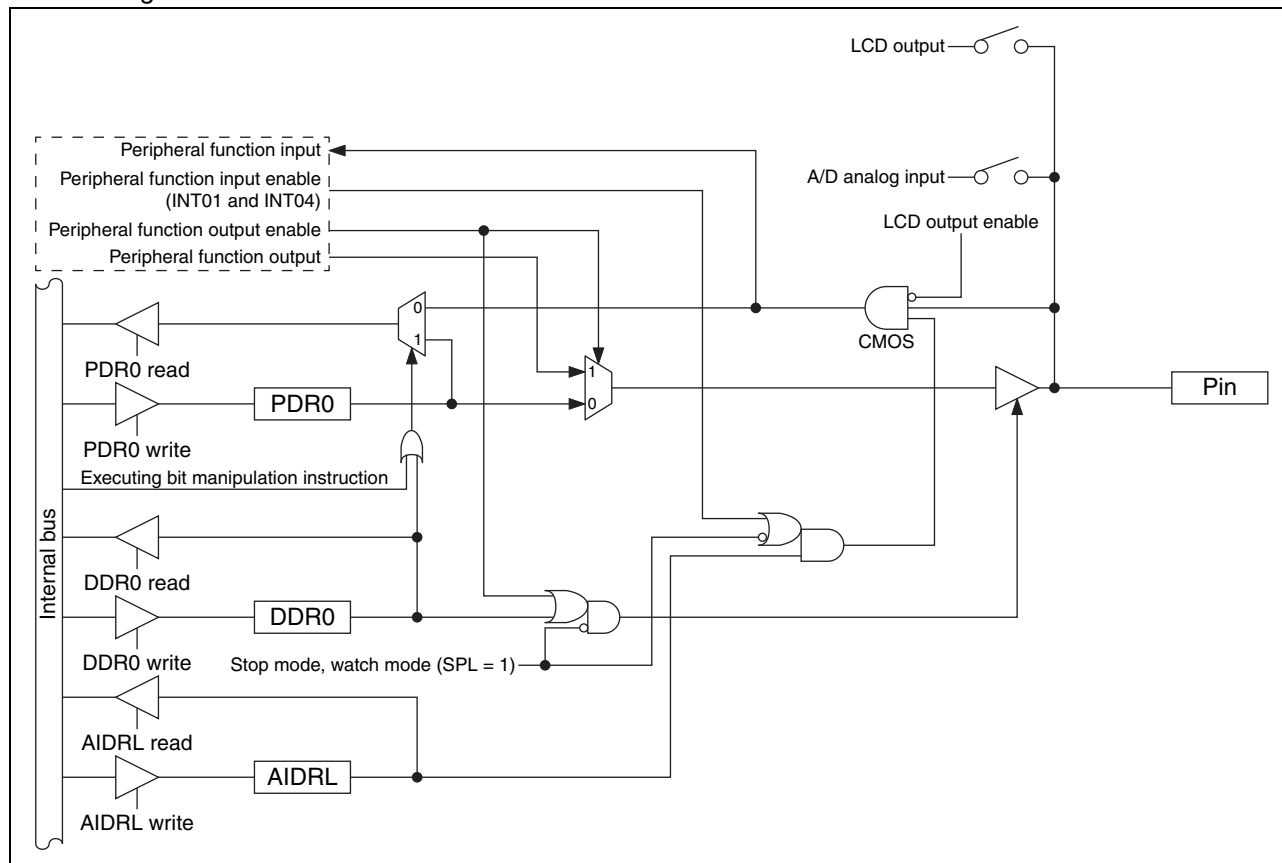 LCD output
Peripheral function input
Peripheral function input enable
(INT01 and INT04)
A/D analog input
Peripheral function output enable
LCD output enable
Peripheral function output
0
1
CMOS
PDR0 read
1
0
PDR0
Pin
PDR0 write
Executing bit manipulation instruction
Internal bus
DDR0 read
DDR0
DDR0 write
Stop mode, watch mode (SPL = 1)
AIDRL read
AIDRL
AIDRL write